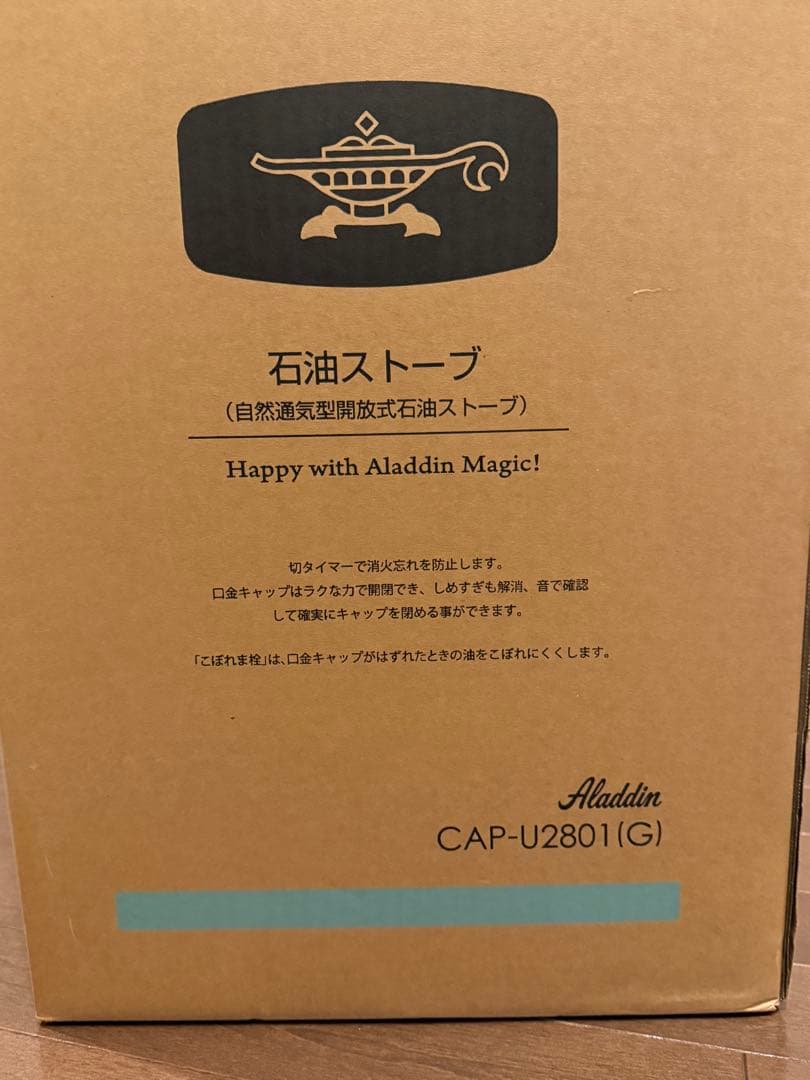 石油ストーブ
（自然通気型開放式石油ストーブ）
Happy with Aladdin Magic!
切タイマーで消火忘れを防止します。
口金キャップはラクな力で開閉でき、しめすぎも解消、音で確認
して確実にキャップを閉める事ができます。
「こぼれま栓」は、口金キャップがはずれたときの油をこぼれにくくします。
Aladdin
CAP-U2801(G)